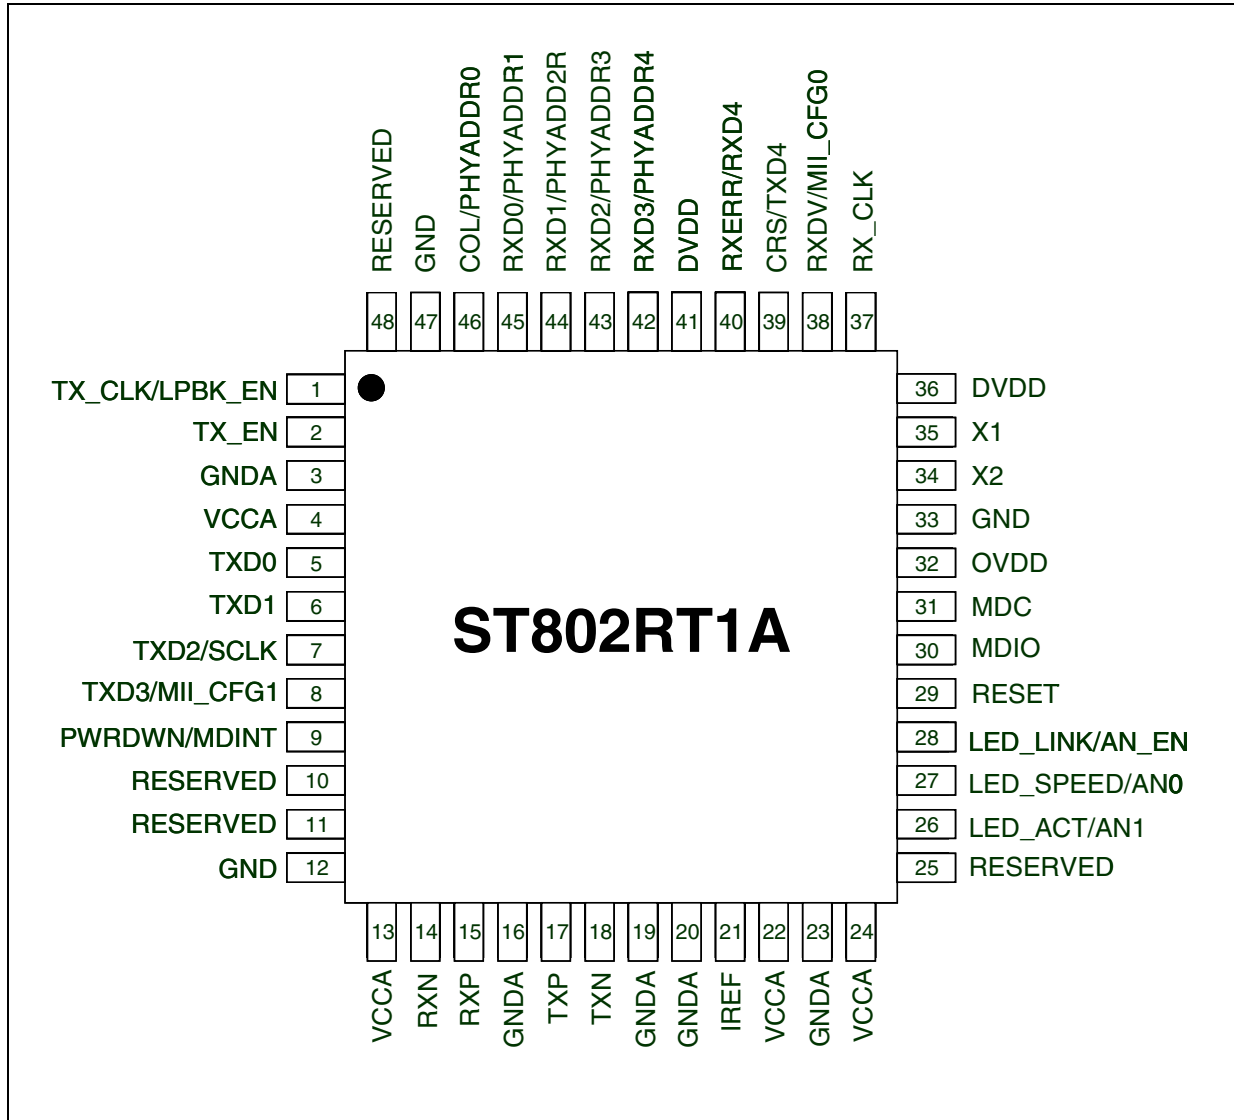 RESERVED
GND
COL/PHYADDR0
RXD0/PHYADDR1
RXD1/PHYADD2R
RXD2/PHYADDR3
RXD3/PHYADDR4
DVDD
RXERR/RXD4
CRS/TXD4
RXDV/MII_CFG0
RX_CLK
48 47 46 45 44 43 42 41 40 39 38 37
TX_CLK/LPBK_EN 1
TX_EN 2
GNDA 3
VCCA 4
TXD0 5
TXD1 6
TXD2/SCLK 7
TXD3/MII_CFG1 8
PWRDWN/MDINT 9
RESERVED 10
RESERVED 11
GND 12
ST802RT1A
36 DVDD
35 X1
34 X2
33 GND
32 OVDD
31 MDC
30 MDIO
29 RESET
28 LED_LINK/AN_EN
27 LED_SPEED/AN0
26 LED_ACT/AN1
25 RESERVED
13 14 15 16 17 18 19 20 21 22 23 24
VCCA
RXN
RXP
GNDA
TXP
TXN
GNDA
GNDA
IREF
VCCA
GNDA
VCCA